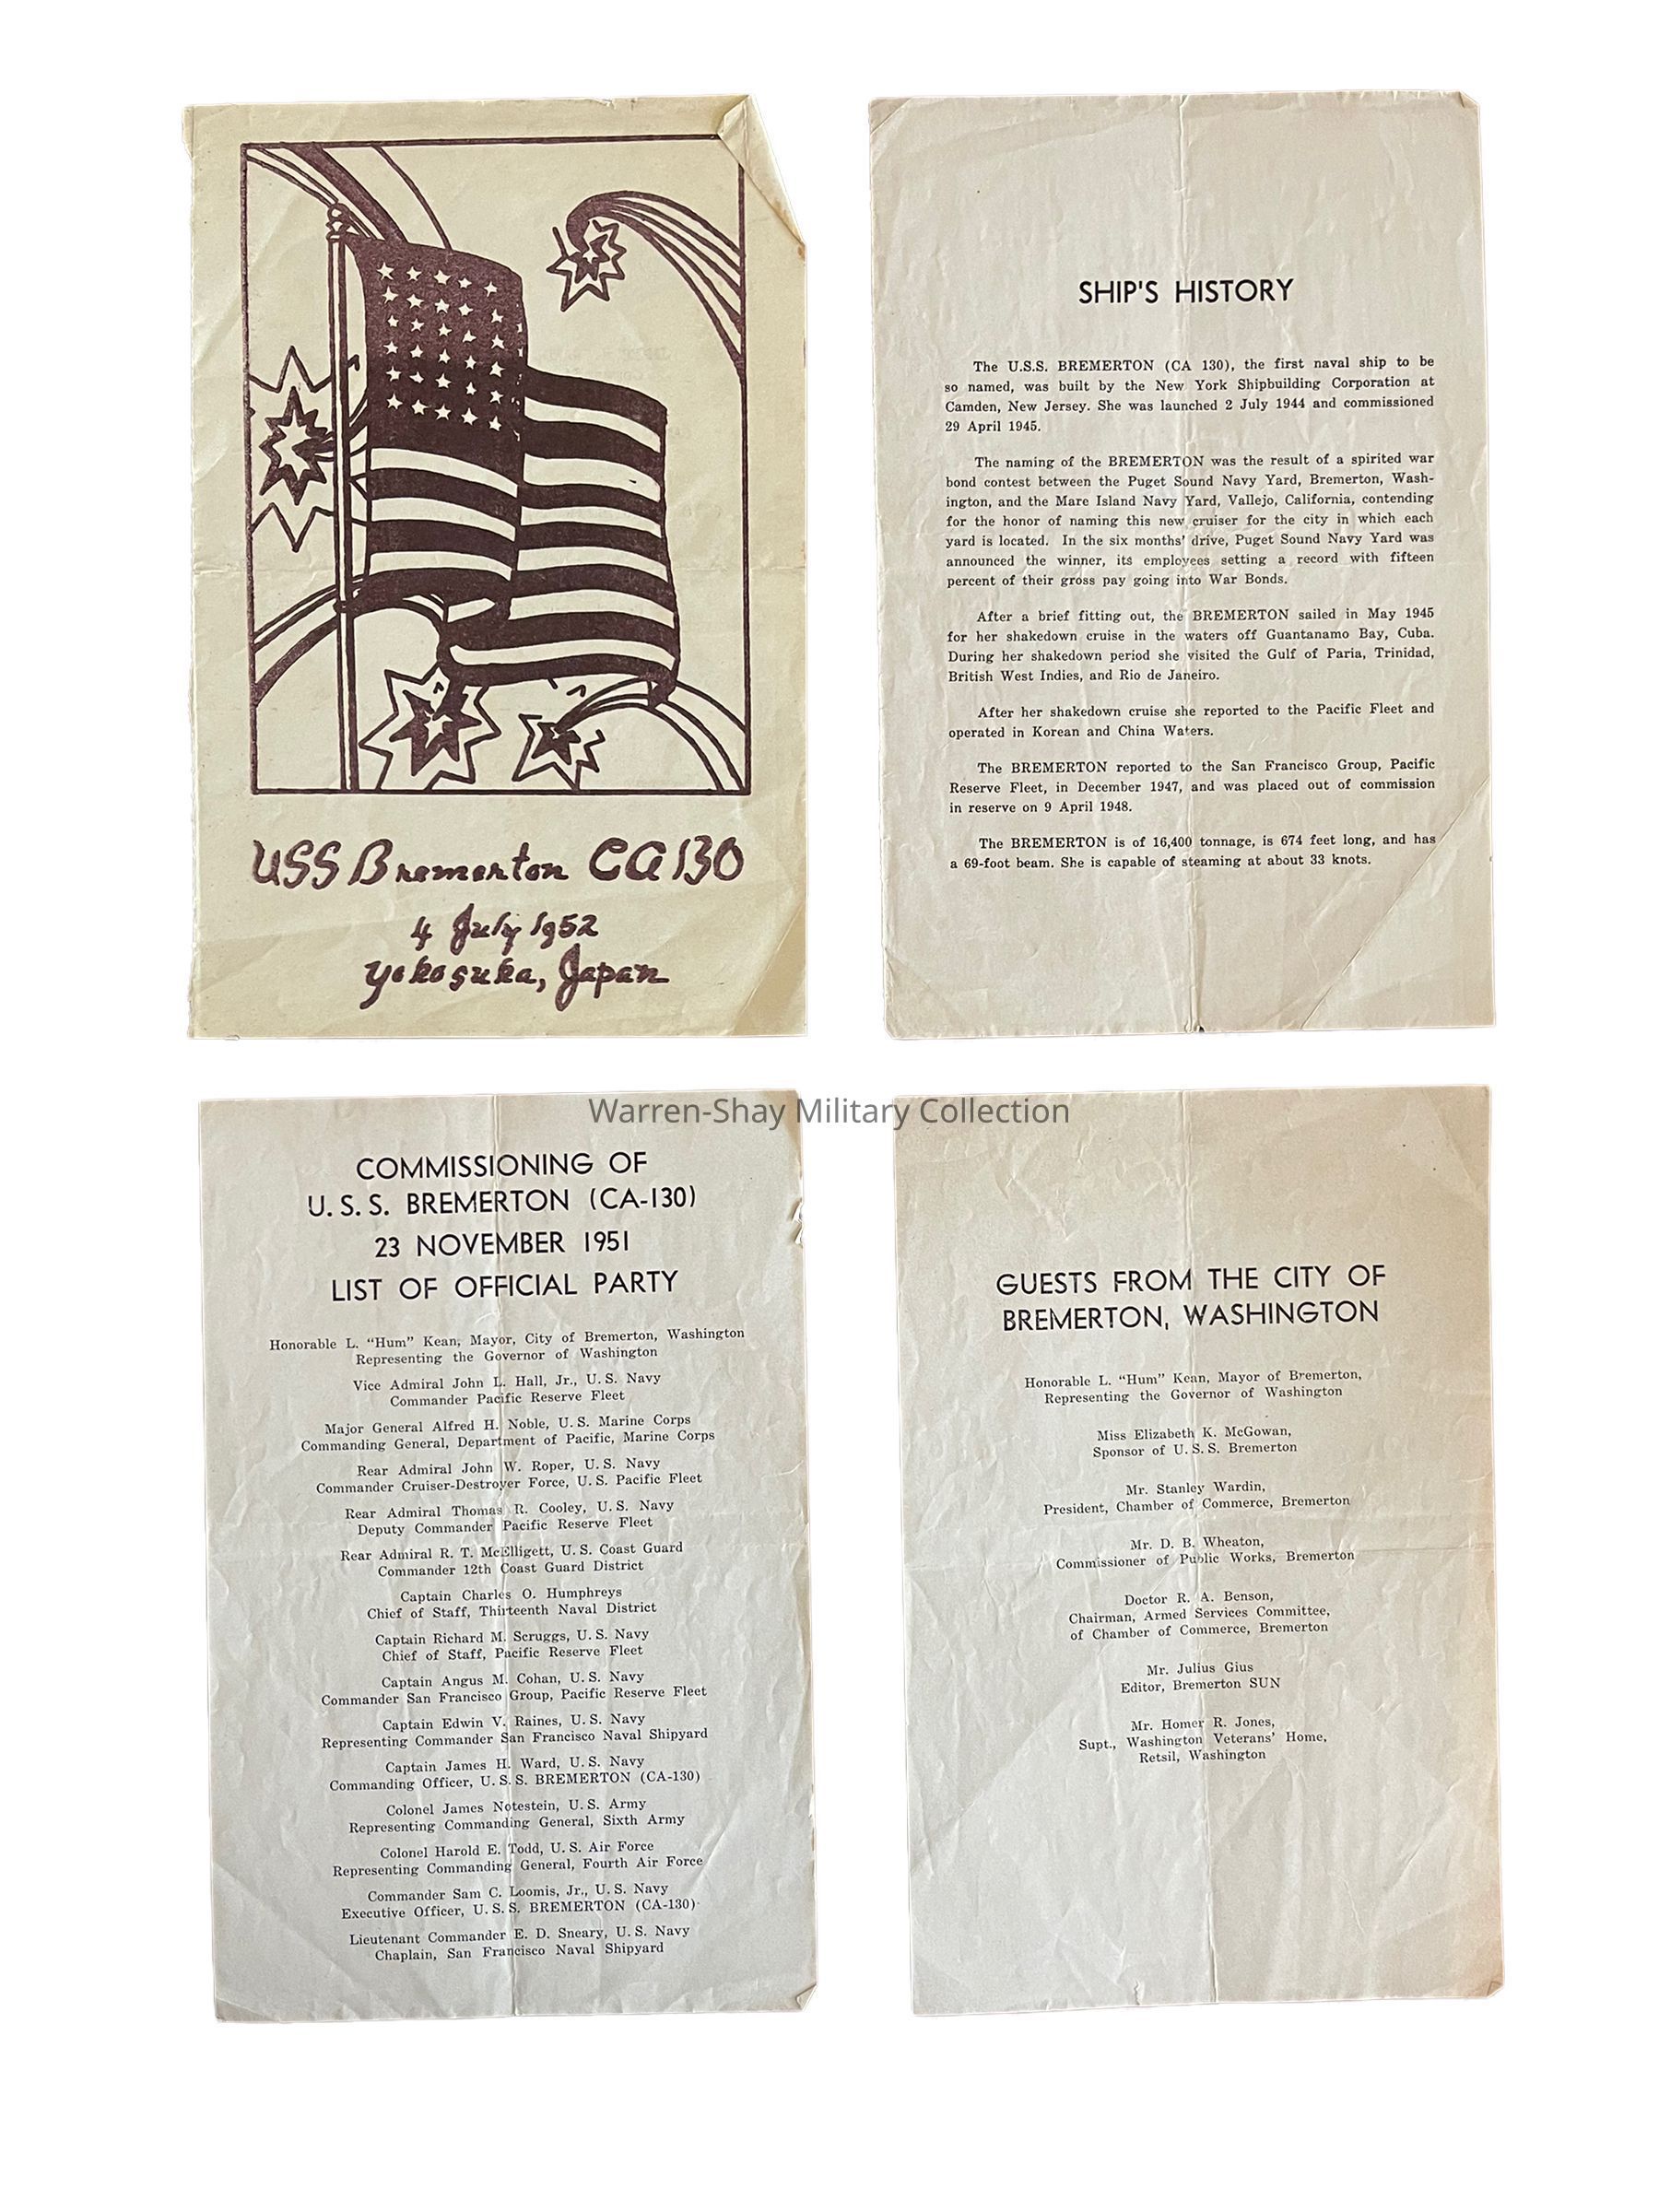 USS Bremerton CA 130
4 July 1952
Yokosuka, Japan
SHIP'S HISTORY
The U.S.S. BREMERTON (CA 130), the first naval ship to be
so named, was built by the New York Shipbuilding Corporation at
Camden, New Jersey. She was launched 2 July 1944 and commissioned
29 April 1945.
The naming of the BREMERTON was the result of a spirited war
bond contest between the Puget Sound Navy Yard, Bremerton, Wash-
ington, and the Mare Island Navy Yard, Vallejo, California, contending
for the honor of naming this new cruiser for the city in which each
yard is located. In the six months' drive, Puget Sound Navy Yard was
announced the winner, its employees setting a record with fifteen
percent of their gross pay going into War Bonds.
After a brief fitting out, the BREMERTON sailed in May 1945
for her shakedown cruise in the waters off Guantanamo Bay, Cuba.
During her shakedown period she visited the Gulf of Paria, Trinidad,
British West Indies, and Rio de Janeiro.
After her shakedown cruise she reported to the Pacific Fleet and
operated in Korean and China Waters.
The BREMERTON reported to the San Francisco Group, Pacific
Reserve Fleet, in December 1947, and was placed out of commission
in reserve on 9 April 1948.
The BREMERTON is of 16,400 tonnage, is 674 feet long, and has
a 69-foot beam. She is capable of steaming at about 33 knots.
Warren-Shay Military Collection
COMMISSIONING OF
U.S.S. BREMERTON (CA-130)
23 NOVEMBER 1951
LIST OF OFFICIAL PARTY
Honorable L. "Hum" Kean, Mayor, City of Bremerton, Washington
Representing the Governor of Washington
Vice Admiral John L. Hall, Jr., U.S. Navy
Commander Pacific Reserve Fleet
Major General Alfred H. Noble, U.S. Marine Corps
Commanding General, Department of Pacific, Marine Corps
Rear Admiral John W. Roper, U.S. Navy
Commander Cruiser-Destroyer Force, U.S. Pacific Fleet
Rear Admiral Thomas R. Cooley, U.S. Navy
Deputy Commander Pacific Reserve Fleet
Rear Admiral R. T. McElligett, U.S. Coast Guard
Commander 12th Coast Guard District
Captain Charles O. Humphreys
Chief of Staff, Thirteenth Naval District
Captain Richard M. Scruggs, U.S. Navy
Chief of Staff, Pacific Reserve Fleet
Captain Angus M. Cohan, U.S. Navy
Commander San Francisco Group, Pacific Reserve Fleet
Captain Edwin V. Raines, U.S. Navy
Representing Commander San Francisco Naval Shipyard
Captain James H. Ward, U.S. Navy
Commanding Officer, U.S.S. BREMERTON (CA-130)
Colonel James Notestein, U.S. Army
Representing Commanding General, Sixth Army
Colonel Harold E. Todd, U.S. Air Force
Representing Commanding General, Fourth Air Force
Commander Sam C. Loomis, Jr., U.S. Navy
Executive Officer, U.S.S. BREMERTON (CA-130)
Lieutenant Commander E. D. Sneary, U.S. Navy
Chaplain, San Francisco Naval Shipyard
GUESTS FROM THE CITY OF
BREMERTON, WASHINGTON
Honorable L. "Hum" Kean, Mayor of Bremerton,
Representing the Governor of Washington
Miss Elizabeth K. McGowan,
Sponsor of U.S.S. Bremerton
Mr. Stanley Wardin,
President, Chamber of Commerce, Bremerton
Mr. D. B. Wheaton,
Commissioner of Public Works, Bremerton
Doctor R. A. Benson,
Chairman, Armed Services Committee,
of Chamber of Commerce, Bremerton
Mr. Julius Gius
Editor, Bremerton SUN
Mr. Homer R. Jones,
Supt., Washington Veterans' Home,
Retsil, Washington